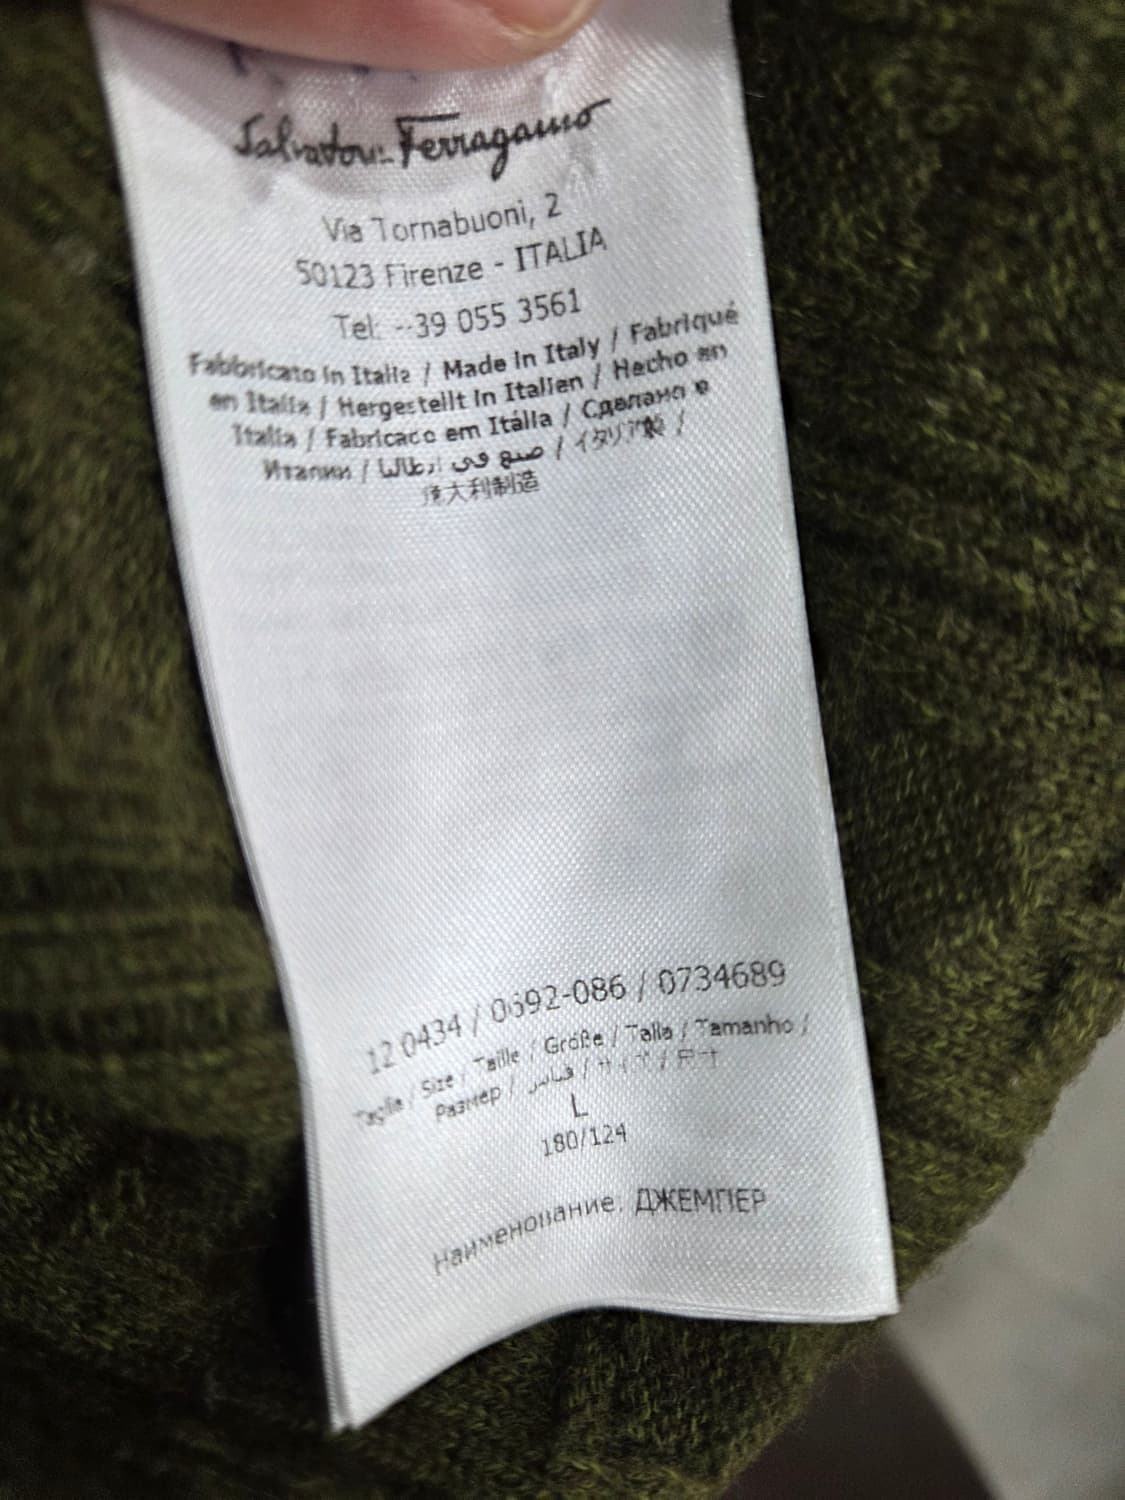 Salvatore Ferragamo
Via Tornabuoni, 2
50123 Firenze - ITALIA
Tel: +39 055 3561
Fabbricato in Italia / Made in Italy / Fabriqué
en Italia / Hergestellt in Italien / Hecho en
Italia / Fabricado em Itália / Сделано в
Италии / صنع في إيطاليا / イタリア製 /
意大利制造
12 0434 / 0692-086 / 0734689
Taglia / Size / Taille / Größe / Talla / Tamanho /
Размер / قياس / サイズ / 尺寸
L
180/124
Наименование: ДЖЕМПЕР